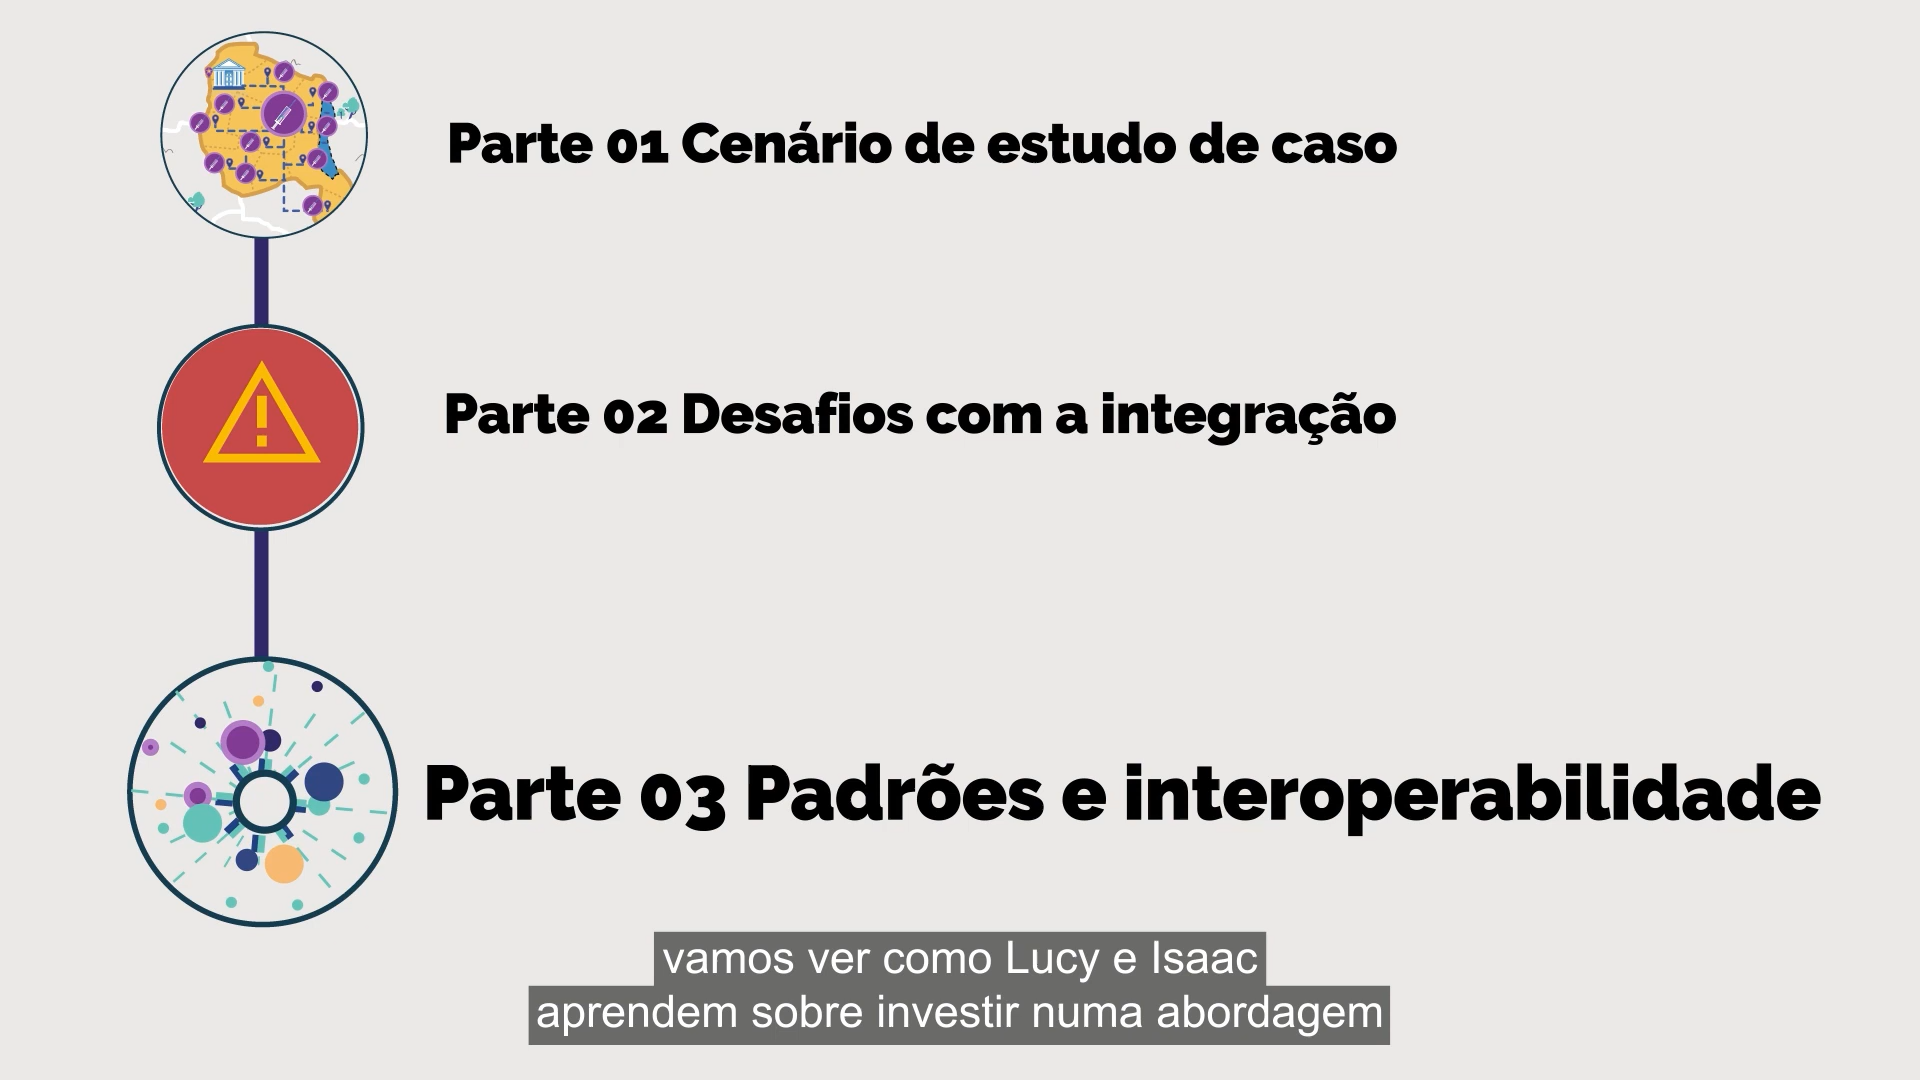 Parte 01 Cenário de estudo de caso
Parte 02 Desafios com a integração
Parte 03 Padrões e interoperabilidade
vamos ver como Lucy e Isaac
aprendem sobre investir numa abordagem